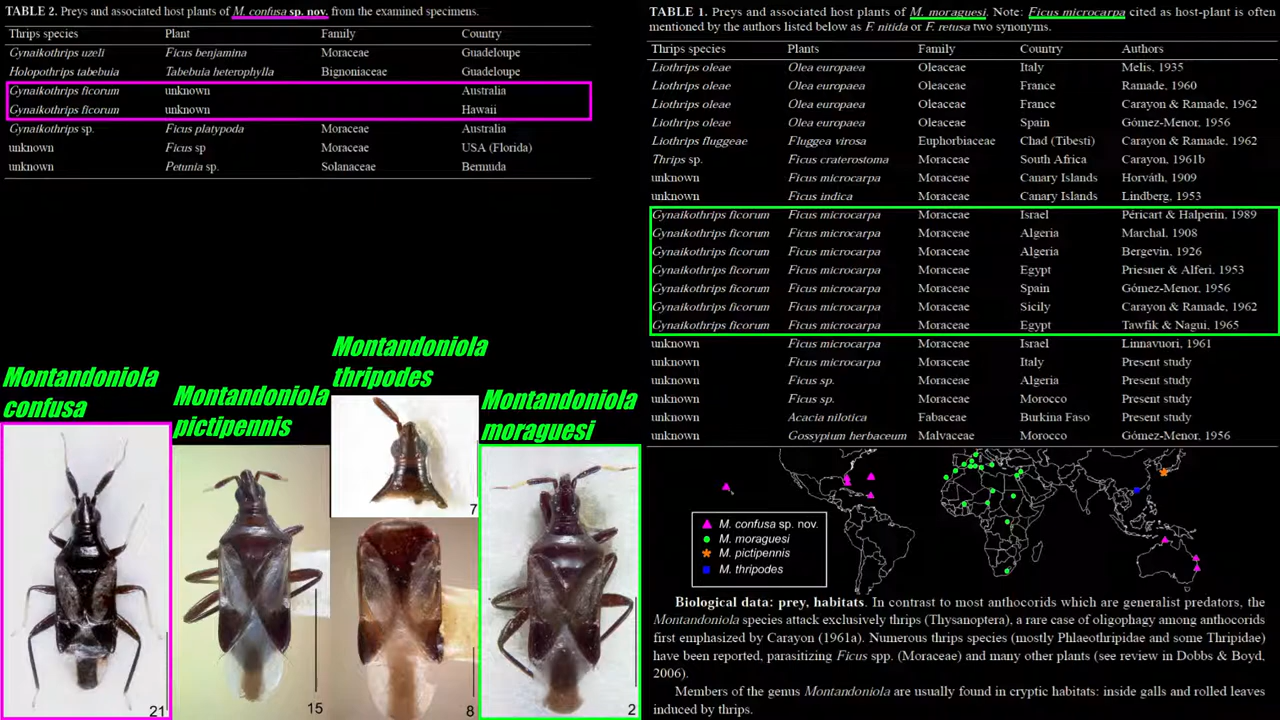 TABLE 2. Preys and associated host plants of M. confusa sp. nov. from the examined specimens.
Thrips species Plant Family Country
Gynaikothrips uzeli Ficus benjamina Moraceae Guadeloupe
Holopothrips tabebuia Tabebuia heterophylla Bignoniaceae Guadeloupe
Gynaikothrips ficorum unknown Australia
Gynaikothrips ficorum unknown Hawaii
Gynaikothrips sp. Ficus platypoda Moraceae Australia
unknown Ficus sp Moraceae USA (Florida)
unknown Petunia sp. Solanaceae Bermuda
Montandoniola
confusa
Montandoniola
pictipennis
Montandoniola
thripodes
Montandoniola
moraguesi
21
15
7
8
2
TABLE 1. Preys and associated host plants of M. moraguesi. Note: Ficus microcarpa cited as host-plant is often
mentioned by the authors listed below as F. nitida or F. retusa two synonyms.
Thrips species Plants Family Country Authors
Liothrips oleae Olea europaea Oleaceae Italy Melis, 1935
Liothrips oleae Olea europaea Oleaceae France Ramade, 1960
Liothrips oleae Olea europaea Oleaceae France Carayon & Ramade, 1962
Liothrips oleae Olea europaea Oleaceae Spain Gómez-Menor, 1956
Liothrips fluggeae Fluggea virosa Euphorbiaceae Chad (Tibesti) Carayon & Ramade, 1962
Thrips sp. Ficus craterostoma Moraceae South Africa Carayon, 1961b
unknown Ficus microcarpa Moraceae Canary Islands Horváth, 1909
unknown Ficus indica Moraceae Canary Islands Lindberg, 1953
Gynaikothrips ficorum Ficus microcarpa Moraceae Israel Péricart & Halperin, 1989
Gynaikothrips ficorum Ficus microcarpa Moraceae Algeria Marchal, 1908
Gynaikothrips ficorum Ficus microcarpa Moraceae Algeria Bergevin, 1926
Gynaikothrips ficorum Ficus microcarpa Moraceae Egypt Priesner & Alferi, 1953
Gynaikothrips ficorum Ficus microcarpa Moraceae Spain Gómez-Menor, 1956
Gynaikothrips ficorum Ficus microcarpa Moraceae Sicily Carayon & Ramade, 1962
Gynaikothrips ficorum Ficus microcarpa Moraceae Egypt Tawfik & Nagui, 1965
unknown Ficus microcarpa Moraceae Israel Linnavuori, 1961
unknown Ficus microcarpa Moraceae Italy Present study
unknown Ficus sp. Moraceae Algeria Present study
unknown Ficus sp. Moraceae Morocco Present study
unknown Acacia nilotica Fabaceae Burkina Faso Present study
unknown Gossypium herbaceum Malvaceae Morocco Gómez-Menor, 1956
M. confusa sp. nov.
M. moraguesi
M. pictipennis
M. thripodes
Biological data: prey, habitats. In contrast to most anthocorids which are generalist predators, the
Montandoniola species attack exclusively thrips (Thysanoptera), a rare case of oligophagy among anthocorids
first emphasized by Carayon (1961a). Numerous thrips species (mostly Phlaeothripidae and some Thripidae)
have been reported, parasitizing Ficus spp. (Moraceae) and many other plants (see review in Dobbs & Boyd,
2006).
Members of the genus Montandoniola are usually found in cryptic habitats: inside galls and rolled leaves
induced by thrips.